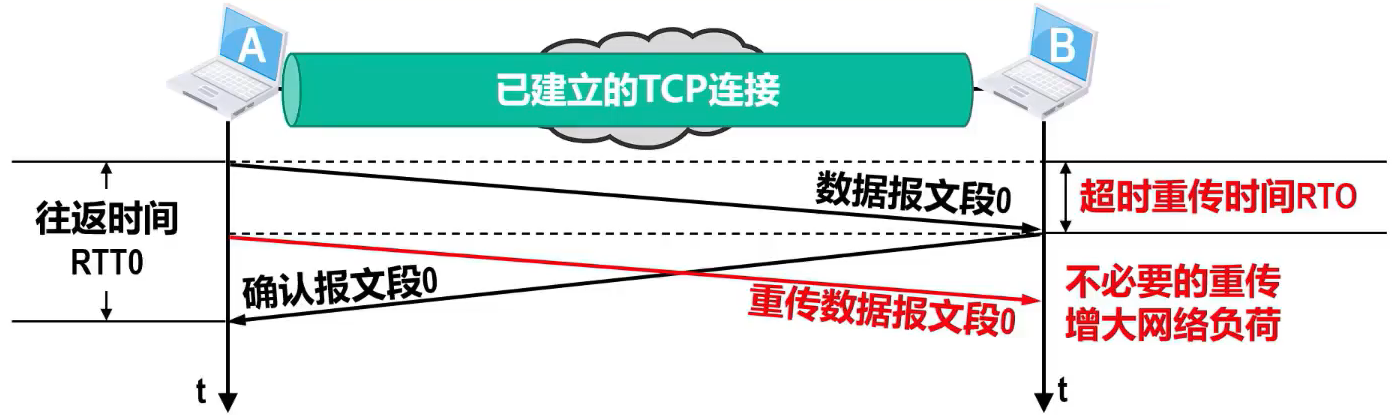 A
B
已建立的TCP连接
往返时间
RTT0
数据报文段0
超时重传时间RTO
确认报文段0
重传数据报文段0
不必要的重传
增大网络负荷
t
t